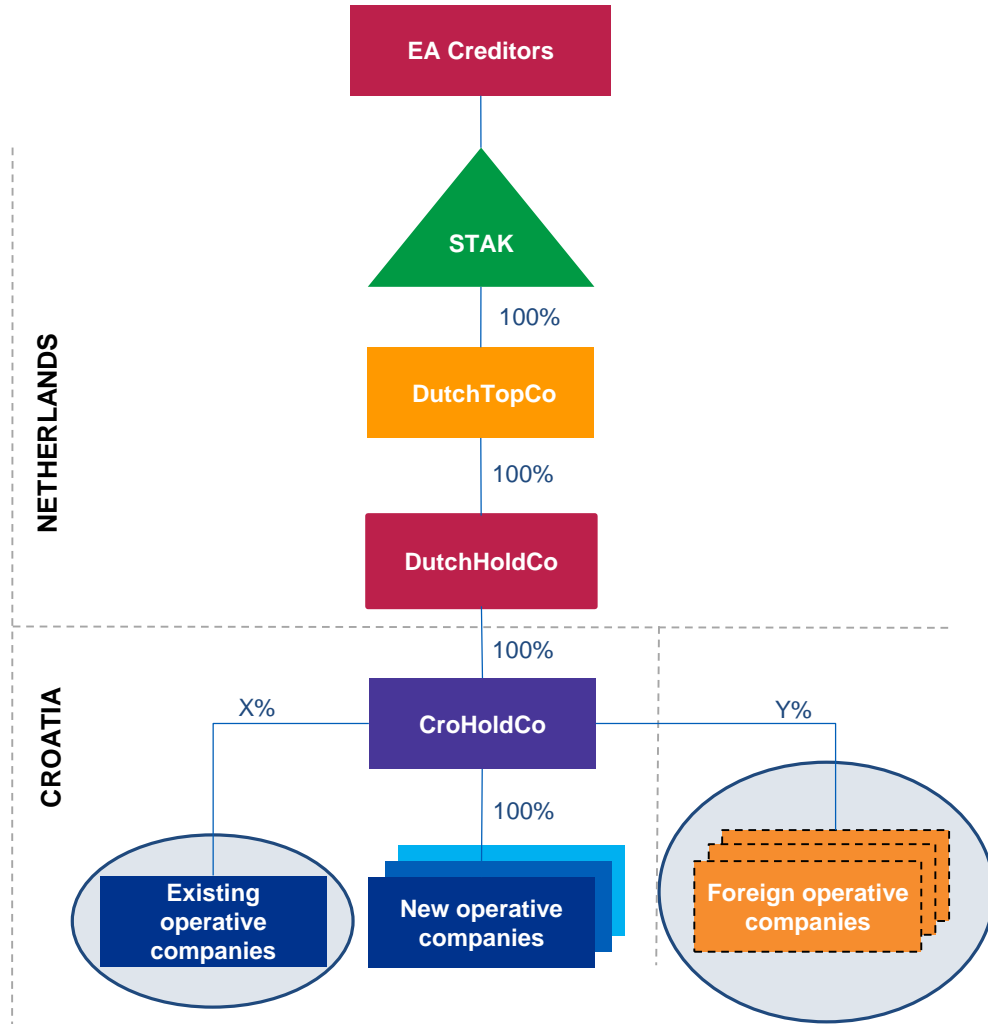 EA Creditors
STAK
100%
DutchTopCo
100%
DutchHoldCo
NETHERLANDS
100%
CroHoldCo
X%
Y%
CROATIA
100%
Existing
operative
companies
New operative
companies
Foreign operative
companies